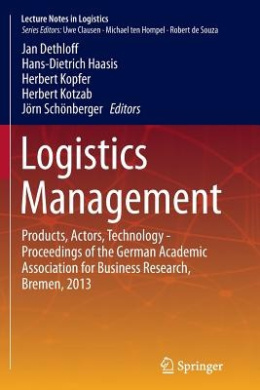 Lecture Notes in Logistics
Series Editors: Uwe Clausen · Michael ten Hompel · Robert de Souza
Jan Dethloff
Hans-Dietrich Haasis
Herbert Kopfer
Herbert Kotzab
Jörn Schönberger Editors
Logistics
Management
Products, Actors, Technology -
Proceedings of the German Academic
Association for Business Research,
Bremen, 2013
Springer